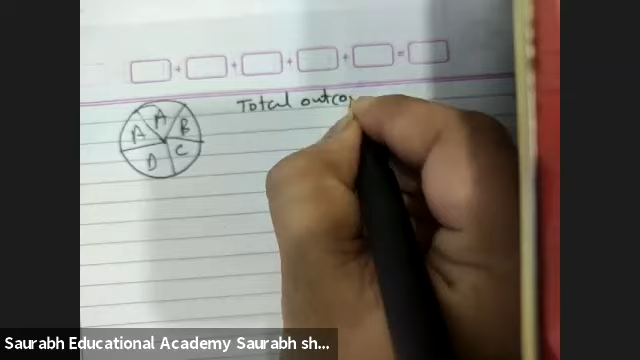 + + + + =
Total outco
A
A
B
C
D
Saurabh Educational Academy Saurabh sh...